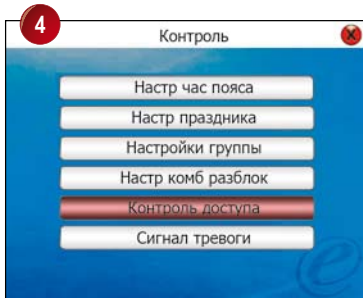 4
Контроль
Настр час пояса
Настр праздника
Настройки группы
Настр комб разблок
Контроль доступа
Сигнал тревоги